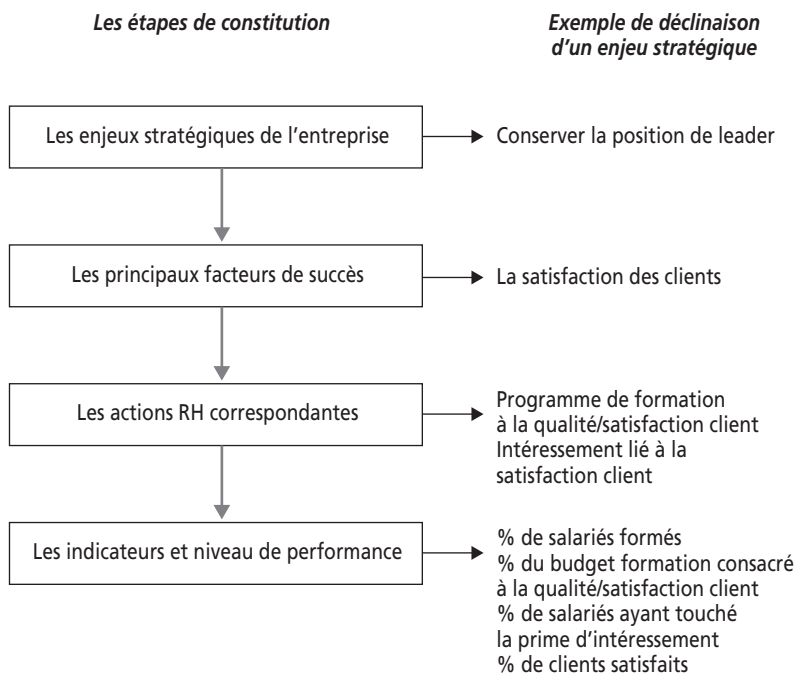 Les étapes de constitution
Exemple de déclinaison
d'un enjeu stratégique
Les enjeux stratégiques de l'entreprise
Conserver la position de leader
Les principaux facteurs de succès
La satisfaction des clients
Les actions RH correspondantes
Programme de formation
à la qualité/satisfaction client
Intéressement lié à la
satisfaction client
Les indicateurs et niveau de performance
% de salariés formés
% du budget formation consacré
à la qualité/satisfaction client
% de salariés ayant touché
la prime d'intéressement
% de clients satisfaits